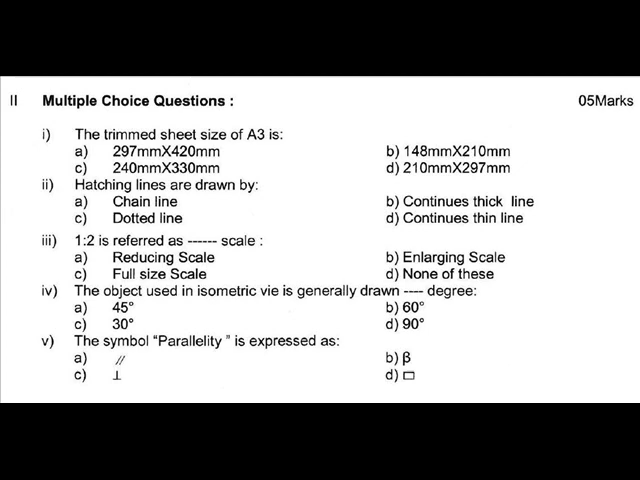 II Multiple Choice Questions : 05Marks
i) The trimmed sheet size of A3 is:
a) 297mmX420mm b) 148mmX210mm
c) 240mmX330mm d) 210mmX297mm
ii) Hatching lines are drawn by:
a) Chain line b) Continues thick line
c) Dotted line d) Continues thin line
iii) 1:2 is referred as ------ scale :
a) Reducing Scale b) Enlarging Scale
c) Full size Scale d) None of these
iv) The object used in isometric vie is generally drawn ---- degree:
a) 45° b) 60°
c) 30° d) 90°
v) The symbol “Parallelity ” is expressed as:
a) // b) β
c) ⊥ d) □